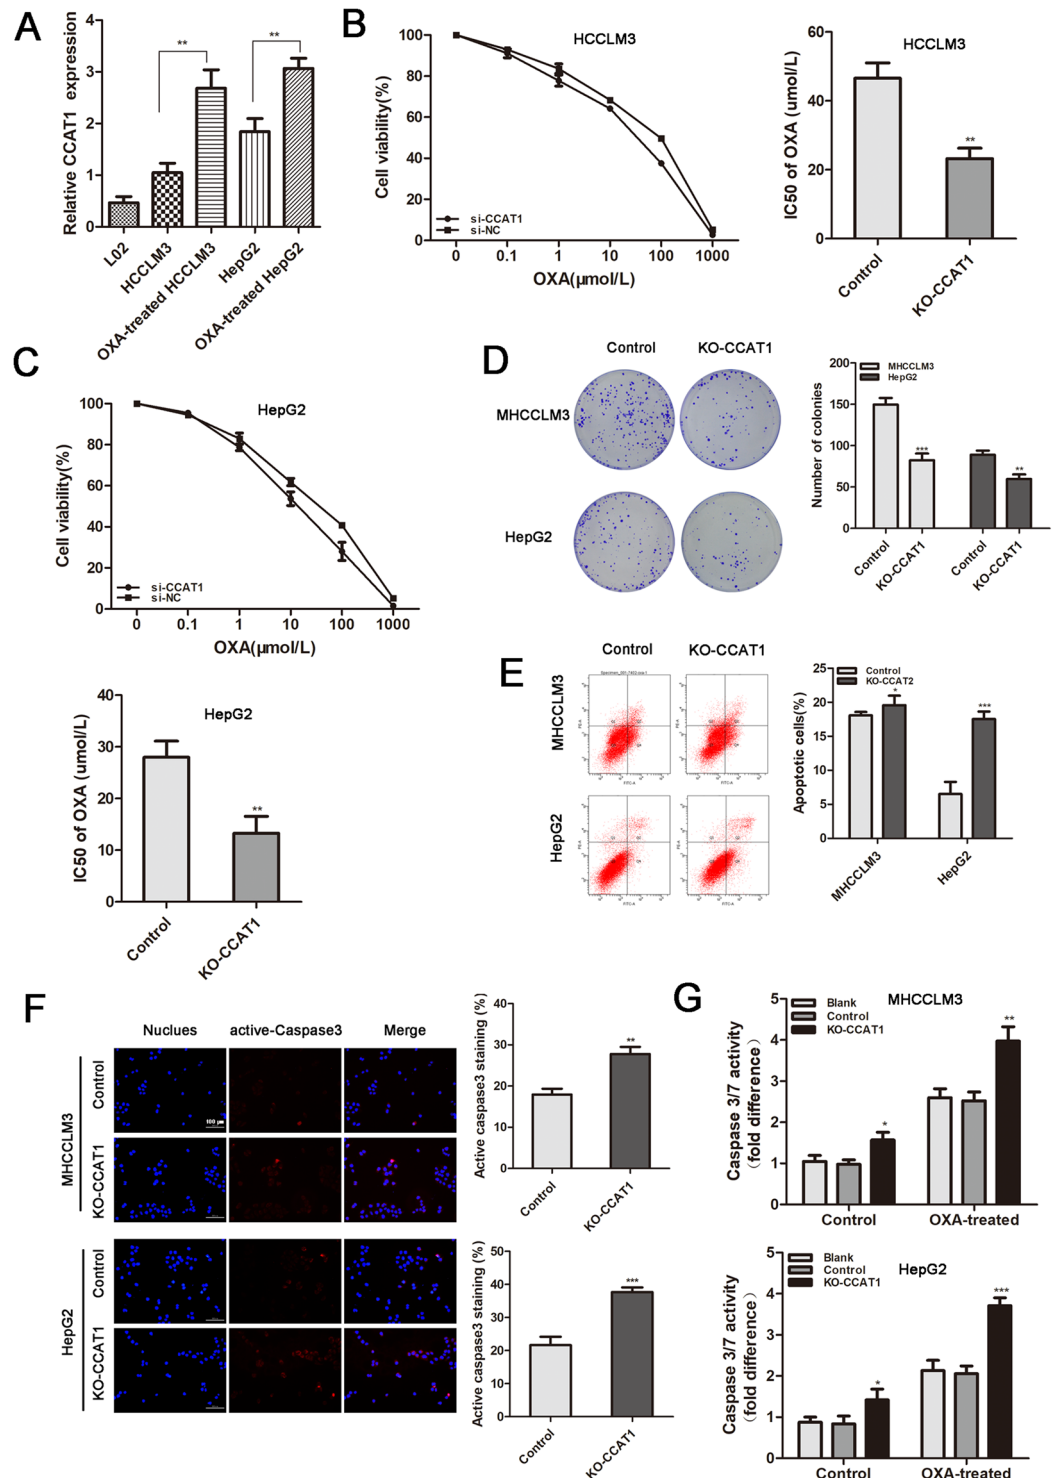 A
Relative CCAT1 expression
4
3
2
1
0
**
**
L02
HCCLM3
OXA-treated HCCLM3
HepG2
OXA-treated HepG2
B
HCCLM3
Cell viability(%)
100
80
60
40
20
0
si-CCAT1
si-NC
0 0.1 1 10 100 1000
OXA(μmol/L)
HCCLM3
IC50 of OXA (umol/L)
60
40
20
0
**
Control
KO-CCAT1
C
HepG2
Cell viability(%)
100
80
60
40
20
0
si-CCAT1
si-NC
0 0.1 1 10 100 1000
OXA(μmol/L)
HepG2
IC50 of OXA (umol/L)
40
30
20
10
0
**
Control
KO-CCAT1
D
Control KO-CCAT1
MHCCLM3
HepG2
Number of colonies
200
150
100
50
0
MHCCLM3
HepG2
***
**
Control
KO-CCAT1
Control
KO-CCAT1
E
Control KO-CCAT1
MHCCLM3
HepG2
FITC-A
FITC-A
FITC-A
FITC-A
Apoptotic cells(%)
25
20
15
10
5
0
Control
KO-CCAT2
*
***
MHCCLM3
HepG2
F
Nuclues active-Caspase3 Merge
MHCCLM3
Control
KO-CCAT1
HepG2
Control
KO-CCAT1
100 μm
Active caspase3 staining (%)
40
30
20
10
0
**
Control
KO-CCAT1
Active caspase3 staining (%)
50
40
30
20
10
0
***
Control
KO-CCAT1
G
MHCCLM3
Blank
Control
KO-CCAT1
Caspase 3/7 activity
(fold difference)
5
4
3
2
1
0
*
**
Control OXA-treated
HepG2
Blank
Control
KO-CCAT1
Caspase 3/7 activity
(fold difference)
5
4
3
2
1
0
*
***
Control OXA-treated